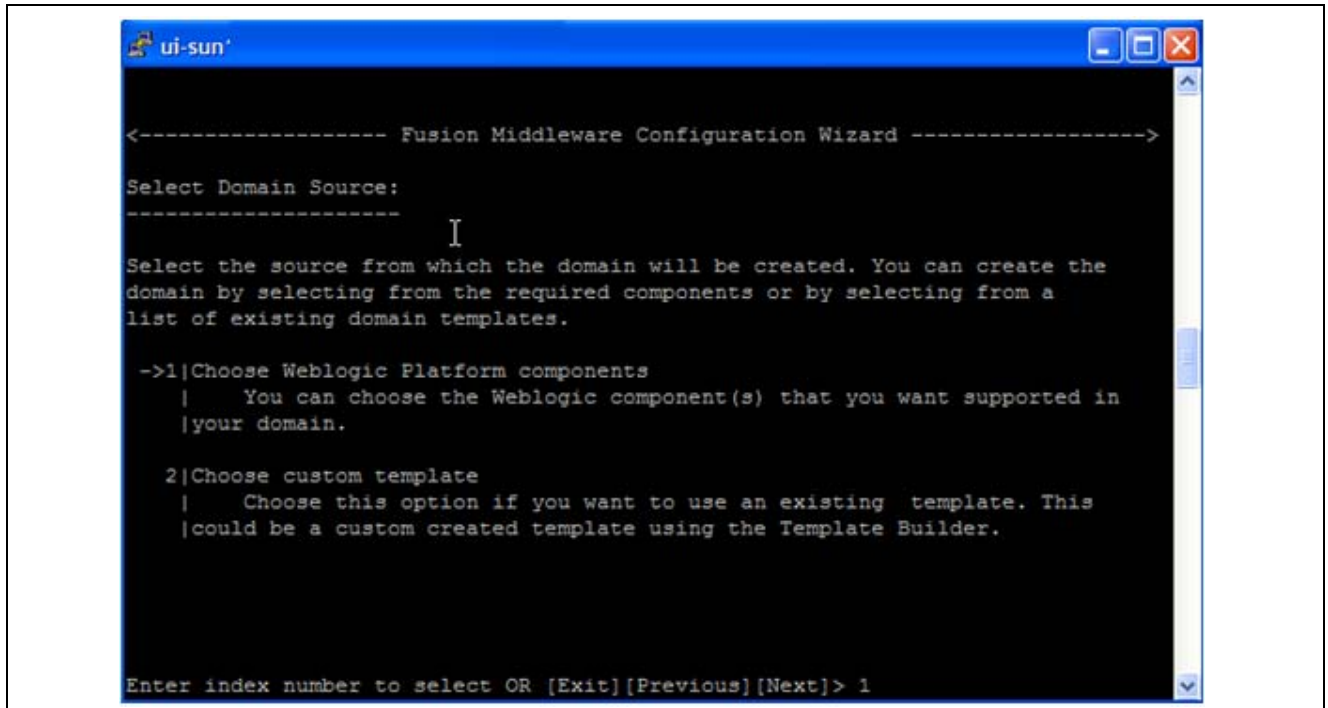 ui-sun'
<------------------- Fusion Middleware Configuration Wizard ------------------>
Select Domain Source:
---------------------
Select the source from which the domain will be created. You can create the
domain by selecting from the required components or by selecting from a
list of existing domain templates.
->1|Choose Weblogic Platform components
|    You can choose the Weblogic component(s) that you want supported in
|your domain.
2|Choose custom template
|    Choose this option if you want to use an existing  template. This
|could be a custom created template using the Template Builder.
Enter index number to select OR [Exit][Previous][Next]> 1